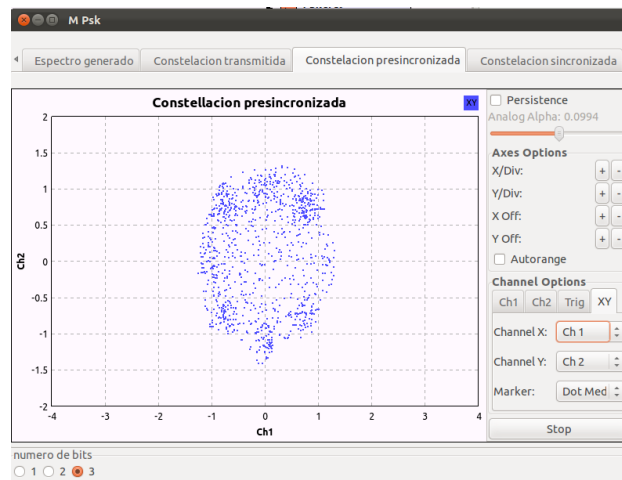 M Psk
Espectro generado
Constelacion transmitida
Constelacion presincronizada
Constelacion sincronizada
Constellacion presincronizada
XY
2
1.5
1
0.5
0
-0.5
-1
-1.5
-2
-4 -3 -2 -1 0 1 2 3 4
Ch2
Ch1
Persistence
Analog Alpha: 0.0994
Axes Options
X/Div: + -
Y/Div: + -
X Off: + -
Y Off: + -
Autorange
Channel Options
Ch1 Ch2 Trig XY
Channel X: Ch 1
Channel Y: Ch 2
Marker: Dot Med
Stop
numero de bits
1 2 3